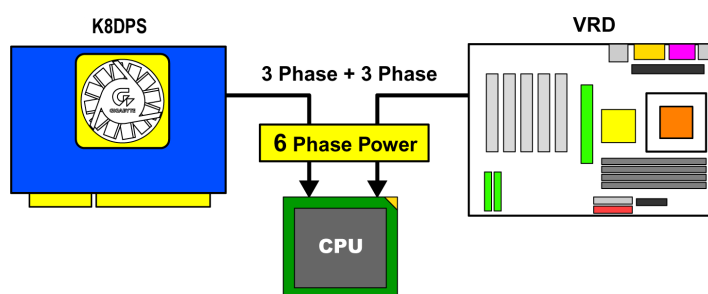 K8DPS
VRD
3 Phase + 3 Phase
GIGABYTE
6 Phase Power
CPU